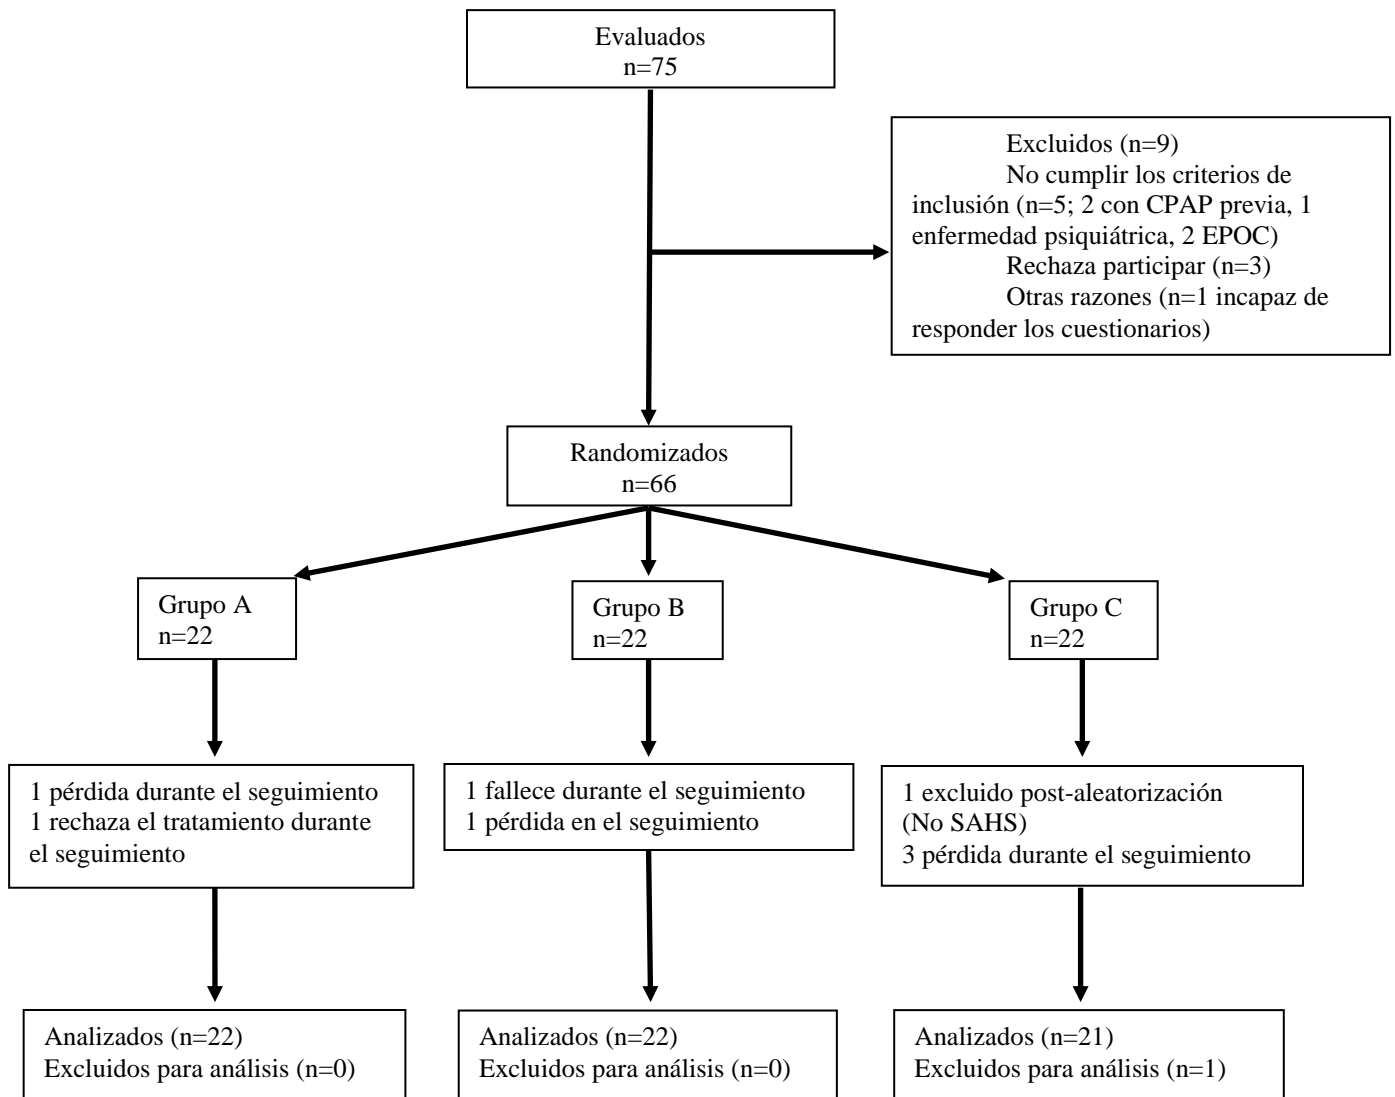 Evaluados
n=75
Excluidos (n=9)
No cumplir los criterios de
inclusión (n=5; 2 con CPAP previa, 1
enfermedad psiquiátrica, 2 EPOC)
Rechaza participar (n=3)
Otras razones (n=1 incapaz de
responder los cuestionarios)
Randomizados
n=66
Grupo A
n=22
Grupo B
n=22
Grupo C
n=22
1 pérdida durante el seguimiento
1 rechaza el tratamiento durante
el seguimiento
1 fallece durante el seguimiento
1 pérdida en el seguimiento
1 excluido post-aleatorización
(No SAHS)
3 pérdida durante el seguimiento
Analizados (n=22)
Excluidos para análisis (n=0)
Analizados (n=22)
Excluidos para análisis (n=0)
Analizados (n=21)
Excluidos para análisis (n=1)